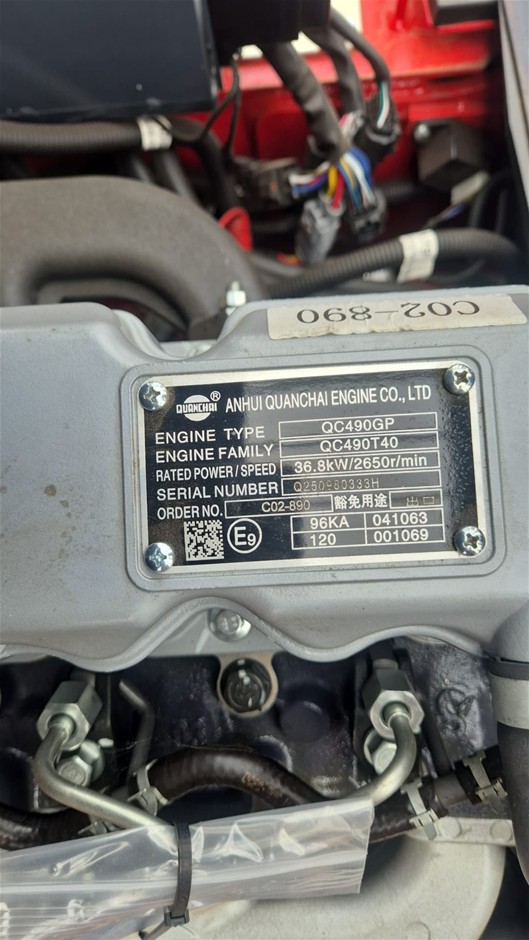 C02-890
QUANCHAI ® ANHUI QUANCHAI ENGINE CO., LTD
ENGINE TYPE QC490GP
ENGINE FAMILY QC490T40
RATED POWER/SPEED 36.8kW/2650r/min
SERIAL NUMBER Q250980333H
ORDER NO. C02-890 豁免用途 出口
E9 96KA 041063
120 001069